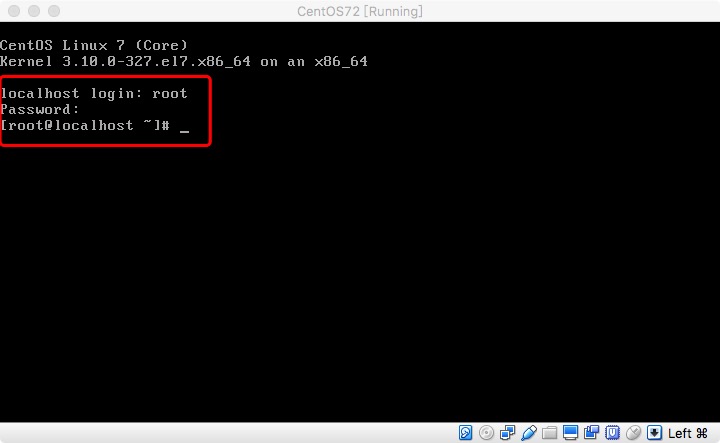 CentOS72 [Running]
CentOS Linux 7 (Core)
Kernel 3.10.0-327.el7.x86_64 on an x86_64
localhost login: root
Password:
[root@localhost ~]# _
Left ⌘